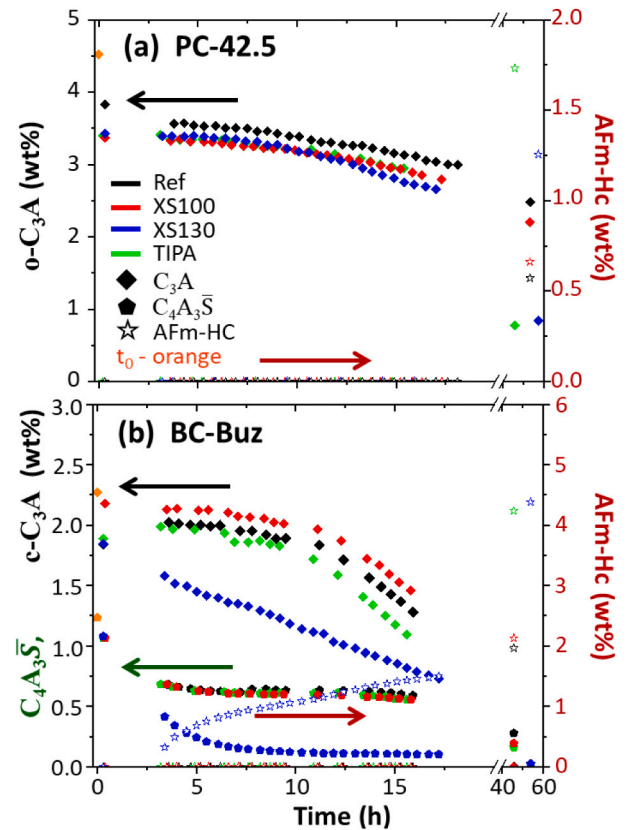 (a) PC-42.5
5
4
3
2
1
0
o-C₃A (wt%)
2.0
1.5
1.0
0.5
0.0
AFm-Hc (wt%)
Ref
XS100
XS130
TIPA
C₃A
C₄A₃S̅
AFm-HC
t₀ - orange
(b) BC-Buz
3.0
2.5
2.0
1.5
1.0
0.5
0.0
C₄A₃S̅, c-C₃A (wt%)
6
5
4
3
2
1
0
AFm-Hc (wt%)
0 5 10 15 40 60
Time (h)